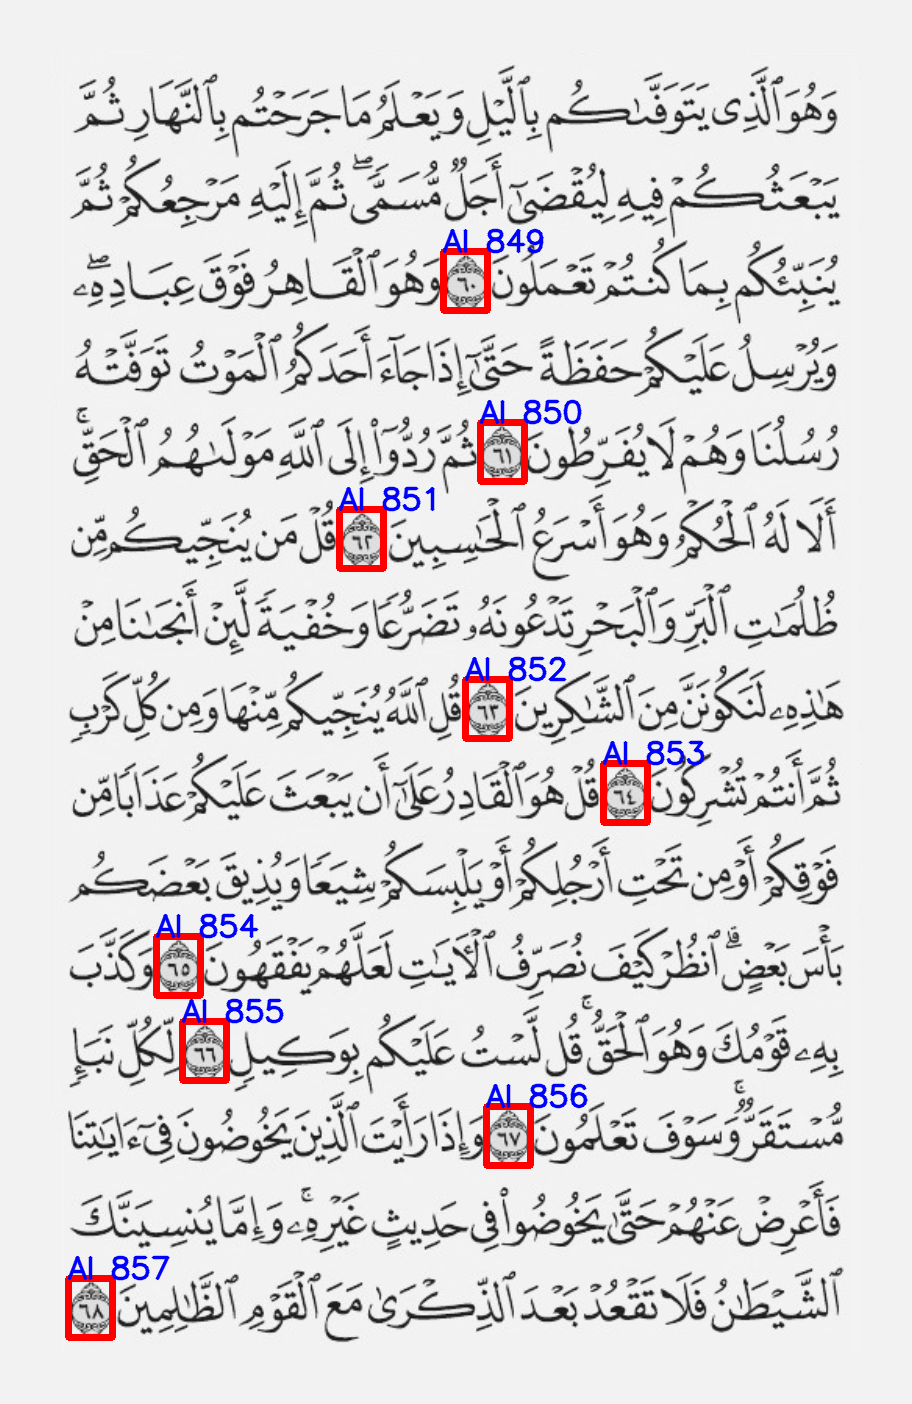 وَهُوَ ٱلَّذِى يَتَوَفَّىٰكُم بِٱلَّيْلِ وَيَعْلَمُ مَا جَرَحْتُم بِٱلنَّهَارِ ثُمَّ
يَبْعَثُكُمْ فِيهِ لِيُقْضَىٰٓ أَجَلٌ مُّسَمًّى ۖ ثُمَّ إِلَيْهِ مَرْجِعُكُمْ ثُمَّ
AI 849
يُنَبِّئُكُم بِمَا كُنتُمْ تَعْمَلُونَ ٦٠ وَهُوَ ٱلْقَاهِرُ فَوْقَ عِبَادِهِۦ ۖ
وَيُرْسِلُ عَلَيْكُمْ حَفَظَةً حَتَّىٰٓ إِذَا جَآءَ أَحَدَكُمُ ٱلْمَوْتُ تَوَفَّتْهُ
AI 850
رُسُلُنَا وَهُمْ لَا يُفَرِّطُونَ ٦١ ثُمَّ رُدُّوٓا۟ إِلَى ٱللَّهِ مَوْلَىٰهُمُ ٱلْحَقِّ ۚ
AI 851
أَلَا لَهُ ٱلْحُكْمُ وَهُوَ أَسْرَعُ ٱلْحَـٰسِبِينَ ٦٢ قُلْ مَن يُنَجِّيكُم مِّن
ظُلُمَـٰتِ ٱلْبَرِّ وَٱلْبَحْرِ تَدْعُونَهُۥ تَضَرُّعًا وَخُفْيَةً لَّئِنْ أَنجَىٰنَا مِنْ
AI 852
هَـٰذِهِۦ لَنَكُونَنَّ مِنَ ٱلشَّـٰكِرِينَ ٦٣ قُلِ ٱللَّهُ يُنَجِّيكُم مِّنْهَا وَمِن كُلِّ كَرْبٍ
AI 853
ثُمَّ أَنتُمْ تُشْرِكُونَ ٦٤ قُلْ هُوَ ٱلْقَادِرُ عَلَىٰٓ أَن يَبْعَثَ عَلَيْكُمْ عَذَابًا مِّن
فَوْقِكُمْ أَوْ مِن تَحْتِ أَرْجُلِكُمْ أَوْ يَلْبِسَكُمْ شِيَعًا وَيُذِيقَ بَعْضَكُم
AI 854
بَأْسَ بَعْضٍ ۗ ٱنظُرْ كَيْفَ نُصَرِّفُ ٱلْـَٔايَـٰتِ لَعَلَّهُمْ يَفْقَهُونَ ٦٥ وَكَذَّبَ
AI 855
بِهِۦ قَوْمُكَ وَهُوَ ٱلْحَقُّ ۚ قُل لَّسْتُ عَلَيْكُم بِوَكِيلٍ ٦٦ لِّكُلِّ نَبَإٍ
AI 856
مُّسْتَقَرٌّ ۚ وَسَوْفَ تَعْلَمُونَ ٦٧ وَإِذَا رَأَيْتَ ٱلَّذِينَ يَخُوضُونَ فِىٓ ءَايَـٰتِنَا
فَأَعْرِضْ عَنْهُمْ حَتَّىٰ يَخُوضُوا۟ فِى حَدِيثٍ غَيْرِهِۦ ۚ وَإِمَّا يُنسِيَنَّكَ
AI 857
ٱلشَّيْطَـٰنُ فَلَا تَقْعُدْ بَعْدَ ٱلذِّكْرَىٰ مَعَ ٱلْقَوْمِ ٱلظَّـٰلِمِينَ ٦٨